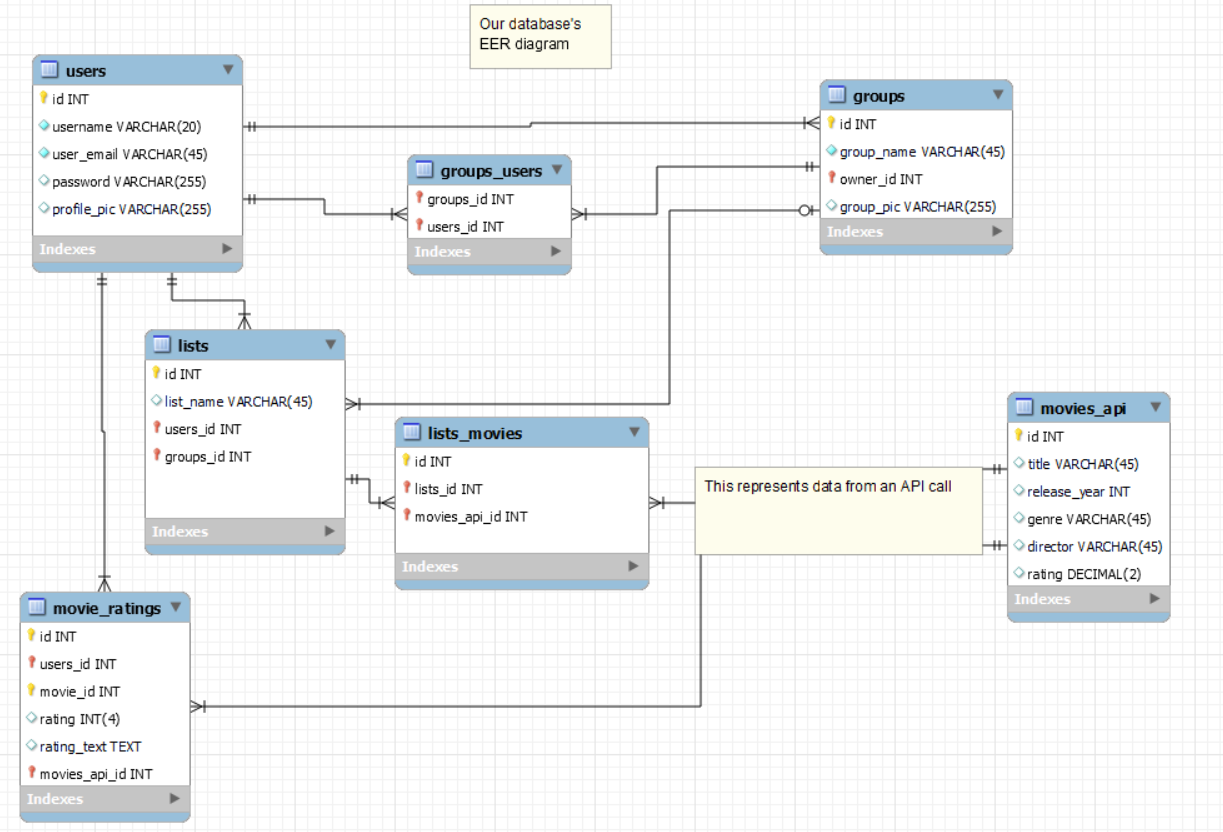 Our database's
EER diagram
users
id INT
username VARCHAR(20)
user_email VARCHAR(45)
password VARCHAR(255)
profile_pic VARCHAR(255)
Indexes
groups
id INT
group_name VARCHAR(45)
owner_id INT
group_pic VARCHAR(255)
Indexes
groups_users
groups_id INT
users_id INT
Indexes
lists
id INT
list_name VARCHAR(45)
users_id INT
groups_id INT
Indexes
lists_movies
id INT
lists_id INT
movies_api_id INT
Indexes
This represents data from an API call
movies_api
id INT
title VARCHAR(45)
release_year INT
genre VARCHAR(45)
director VARCHAR(45)
rating DECIMAL(2)
Indexes
movie_ratings
id INT
users_id INT
movie_id INT
rating INT(4)
rating_text TEXT
movies_api_id INT
Indexes